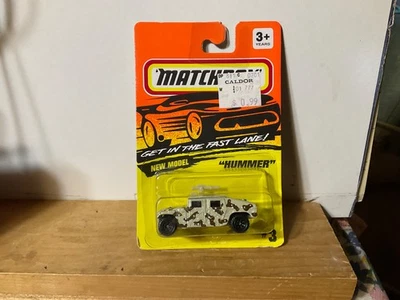 3+
YEARS
MATCHBOX
CALDOR
$ 0.99
GET IN THE FAST LANE!
NEW MODEL
"HUMMER"
3